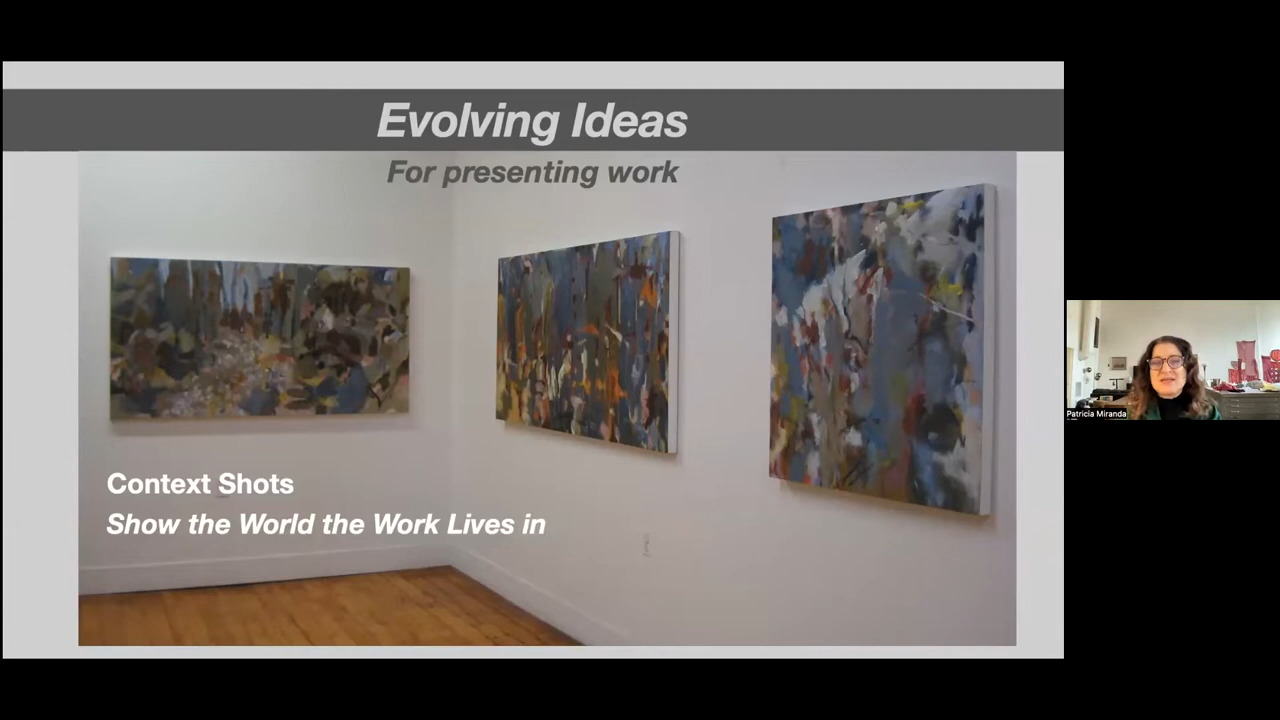 Evolving Ideas
For presenting work
Context Shots
Show the World the Work Lives in
Patricia Miranda